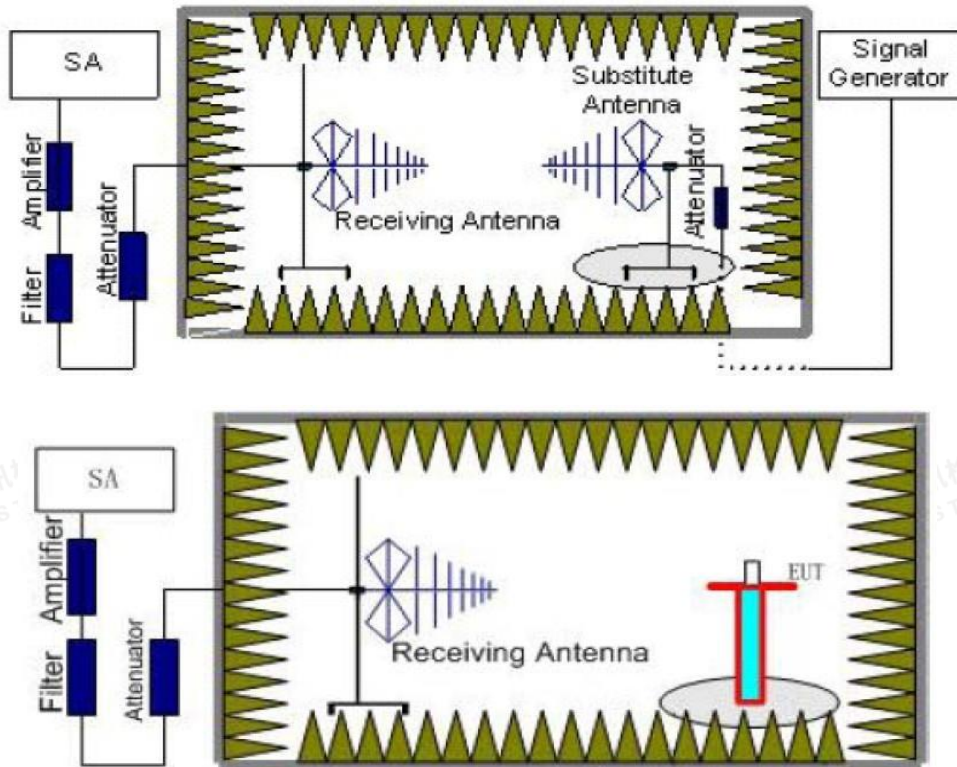 SA
Signal
Generator
Substitute
Antenna
Amplifier
Filter
Attenuator
Receiving Antenna
Attenuator
SA
Amplifier
Filter
Attenuator
Receiving Antenna
EUT